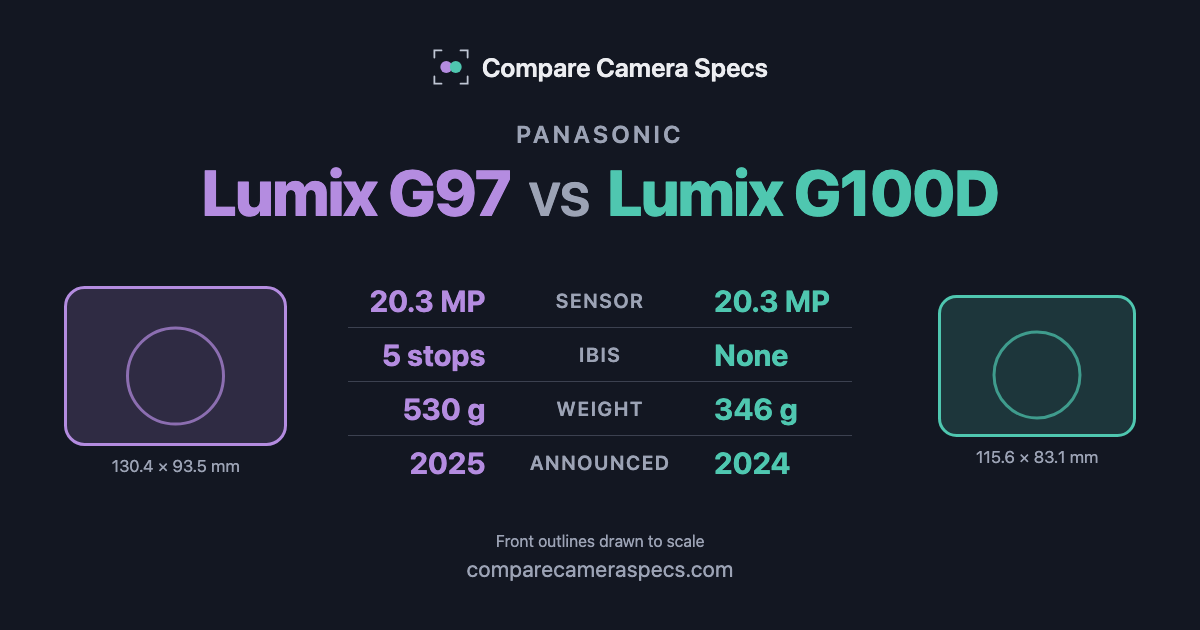 Compare Camera Specs
PANASONIC
Lumix G97 vs Lumix G100D
20.3 MP SENSOR 20.3 MP
5 stops IBIS None
530 g WEIGHT 346 g
2025 ANNOUNCED 2024
130.4 × 93.5 mm
115.6 × 83.1 mm
Front outlines drawn to scale
comparecameraspecs.com